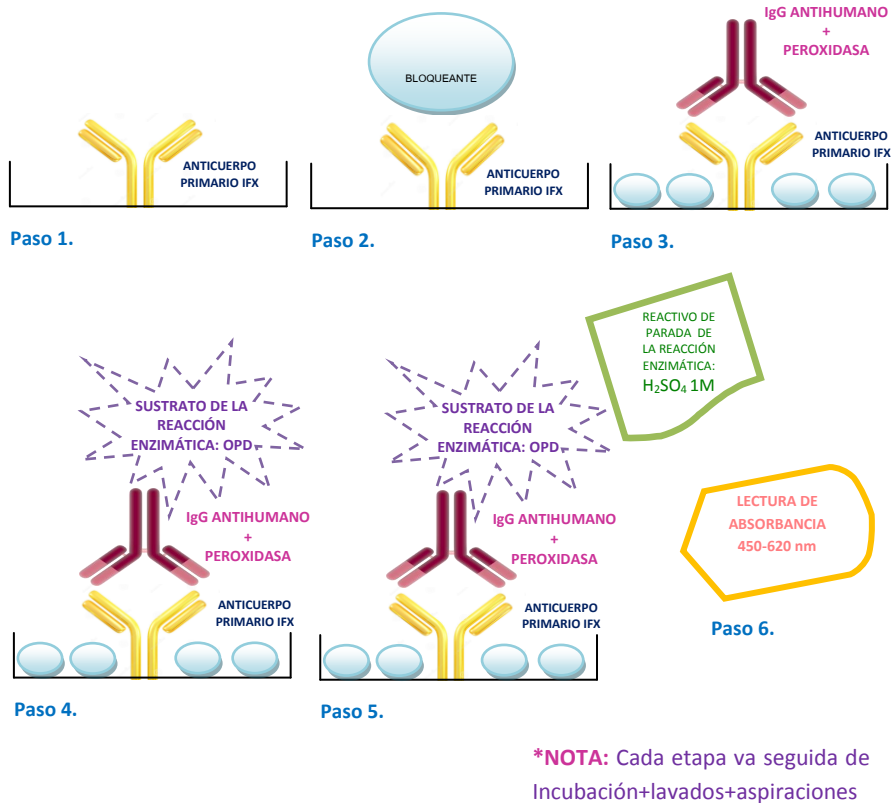 ANTICUERPO
PRIMARIO IFX
Paso 1.
BLOQUEANTE
ANTICUERPO
PRIMARIO IFX
Paso 2.
IgG ANTIHUMANO
+
PEROXIDASA
ANTICUERPO
PRIMARIO IFX
Paso 3.
SUSTRATO DE LA
REACCIÓN
ENZIMÁTICA: OPD
IgG ANTIHUMANO
+
PEROXIDASA
ANTICUERPO
PRIMARIO IFX
Paso 4.
SUSTRATO DE LA
REACCIÓN
ENZIMÁTICA: OPD
REACTIVO DE
PARADA DE
LA REACCIÓN
ENZIMÁTICA:
H₂SO₄ 1M
IgG ANTIHUMANO
+
PEROXIDASA
ANTICUERPO
PRIMARIO IFX
Paso 5.
LECTURA DE
ABSORBANCIA
450-620 nm
Paso 6.
*NOTA: Cada etapa va seguida de
Incubación+lavados+aspiraciones